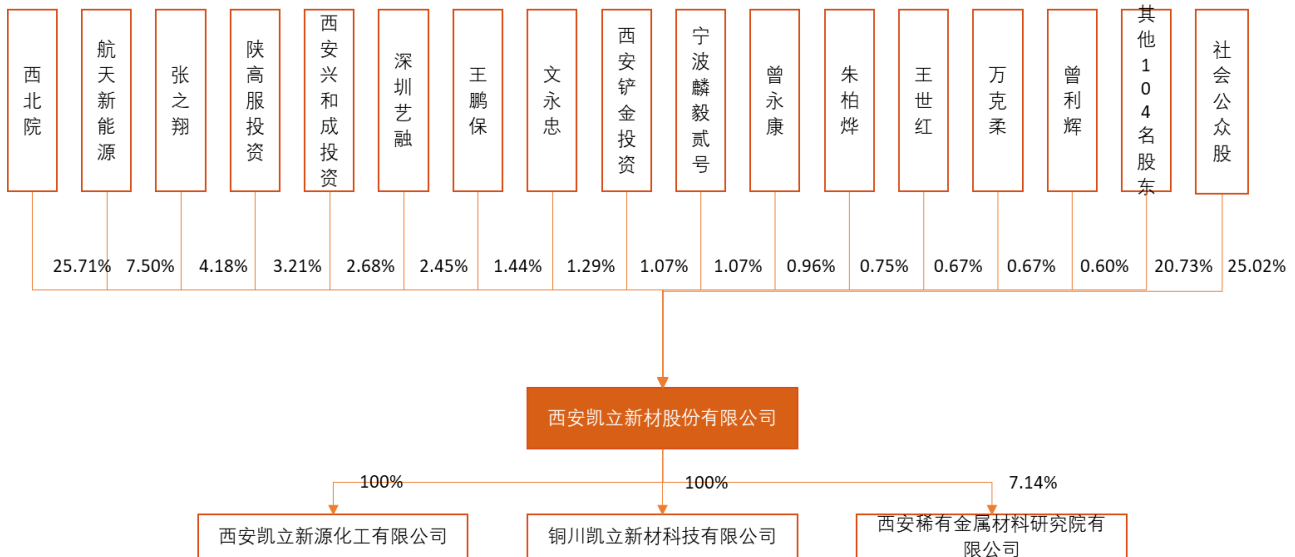 西北院
航天新能源
张之翔
陕高服投资
西安兴和成投资
深圳艺融
王鹏保
文永忠
西安铲金投资
宁波麟毅贰号
曾永康
朱柏烨
王世红
万克柔
曾利辉
其他104名股东
社会公众股
25.71% 7.50% 4.18% 3.21% 2.68% 2.45% 1.44% 1.29% 1.07% 1.07% 0.96% 0.75% 0.67% 0.67% 0.60% 20.73% 25.02%
西安凯立新材股份有限公司
100% 100% 7.14%
西安凯立新源化工有限公司
铜川凯立新材科技有限公司
西安稀有金属材料研究院有
限公司